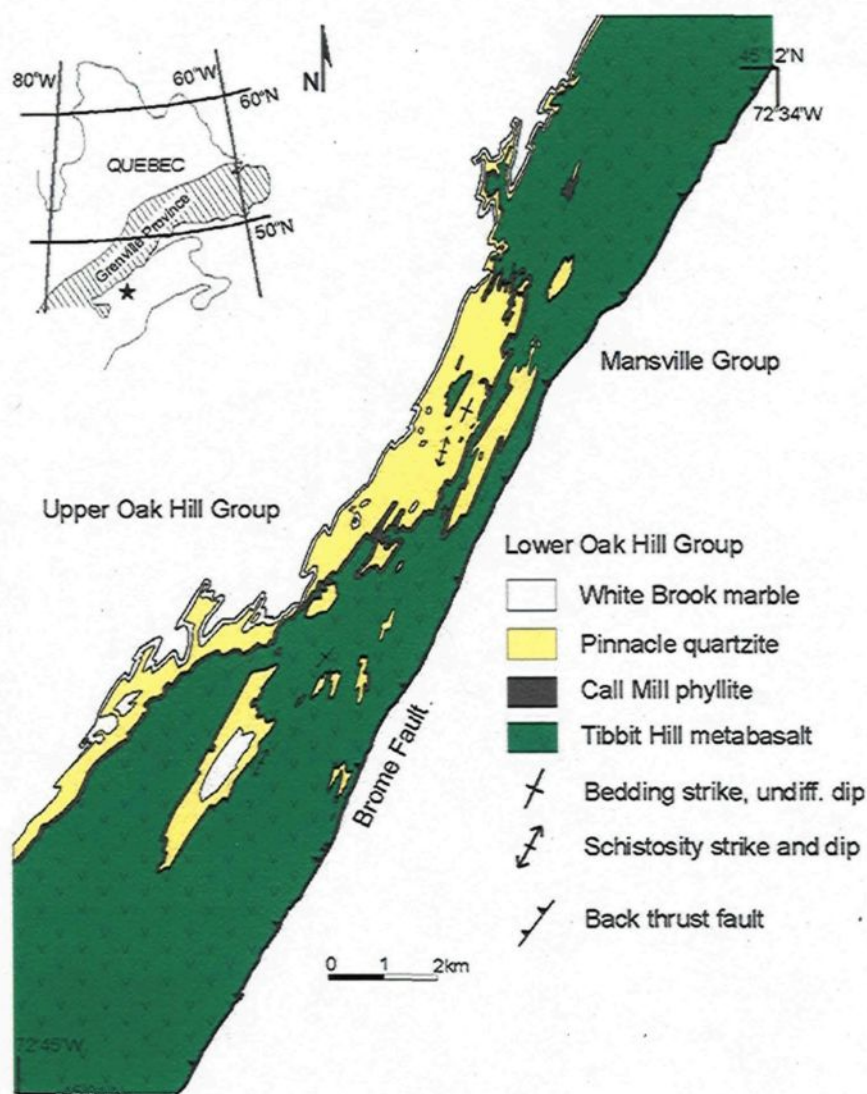 80°W
60°W
N
60°N
QUEBEC
Grenville Province
50°N
2'N
72°34'W
Mansville Group
Upper Oak Hill Group
Lower Oak Hill Group
White Brook marble
Pinnacle quartzite
Call Mill phyllite
Tibbit Hill metabasalt
Bedding strike, undiff. dip
Schistosity strike and dip
Back thrust fault
Brome Fault
0 1 2km
72°45'W